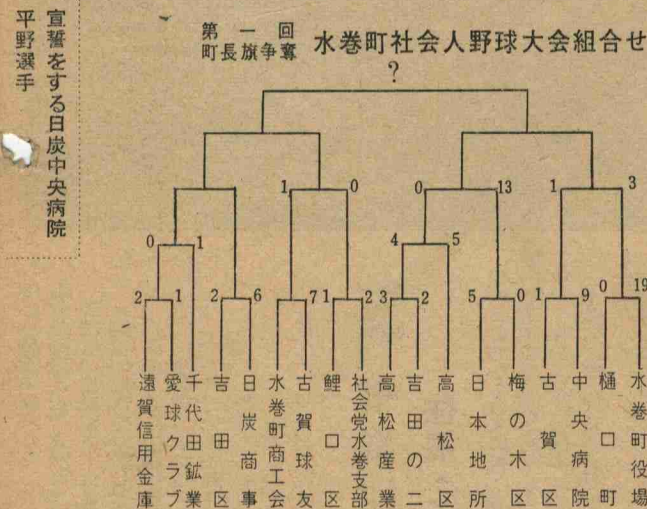 宣誓をする日炭中央病院
平野選手
第一回
町長旗争奪
水巻町社会人野球大会組合せ
?
1 0 0 13 1 3
0 1 4 5
2 1 2 6 7 1 2 3 2 5 0 1 9 0 19
遠賀信用金庫
愛球クラブ
千代田鉱業
吉田区
日炭商事
水巻町商工会
古賀球友
鯉口区
社会党水巻支部
高松産業
吉田の二
高松区
日本地所
梅の木区
古賀区
中央病院
樋口町
水巻町役場